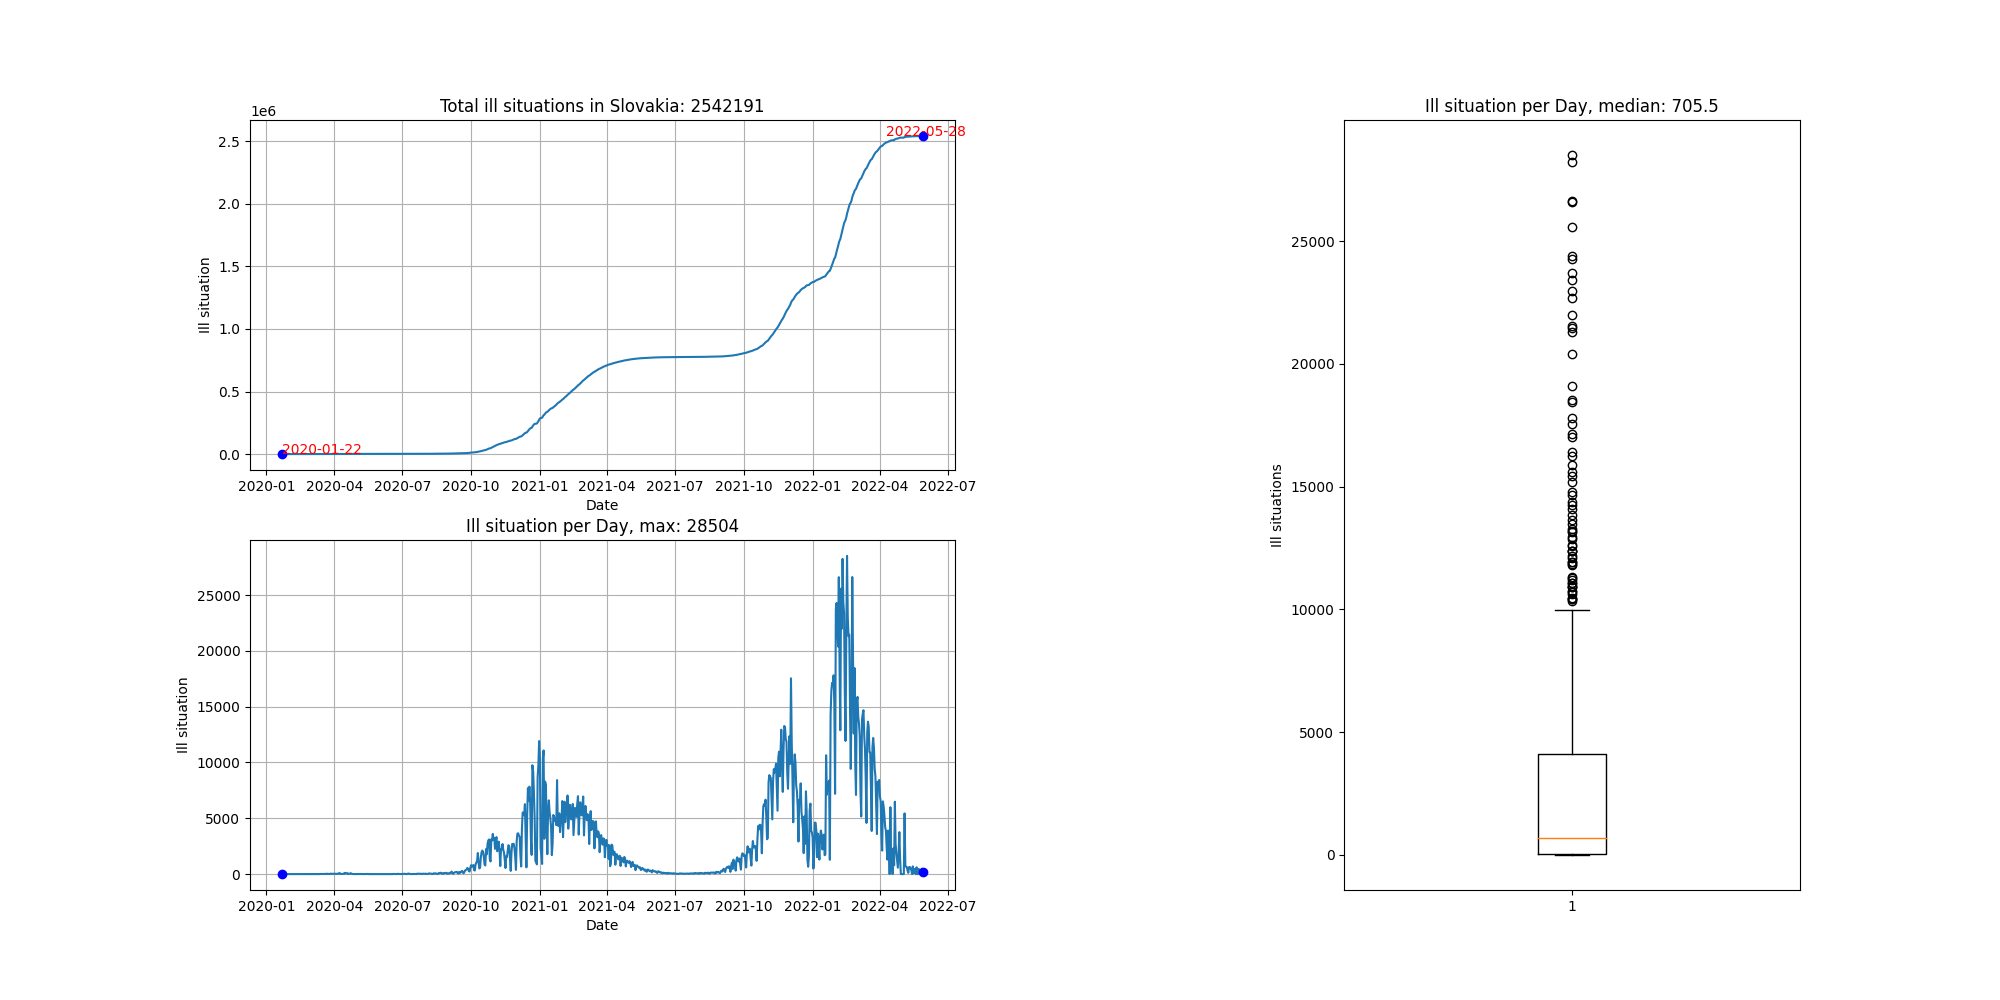 Total ill situations in Slovakia: 2542191
1e6
2022-05-28
2.5
2.0
1.5
1.0
0.5
0.0
Ill situation
2020-01-22
2020-01 2020-04 2020-07 2020-10 2021-01 2021-04 2021-07 2021-10 2022-01 2022-04 2022-07
Date
Ill situation per Day, max: 28504
25000
20000
15000
10000
5000
0
Ill situation
2020-01 2020-04 2020-07 2020-10 2021-01 2021-04 2021-07 2021-10 2022-01 2022-04 2022-07
Date
Ill situation per Day, median: 705.5
25000
20000
15000
10000
5000
0
Ill situations
1